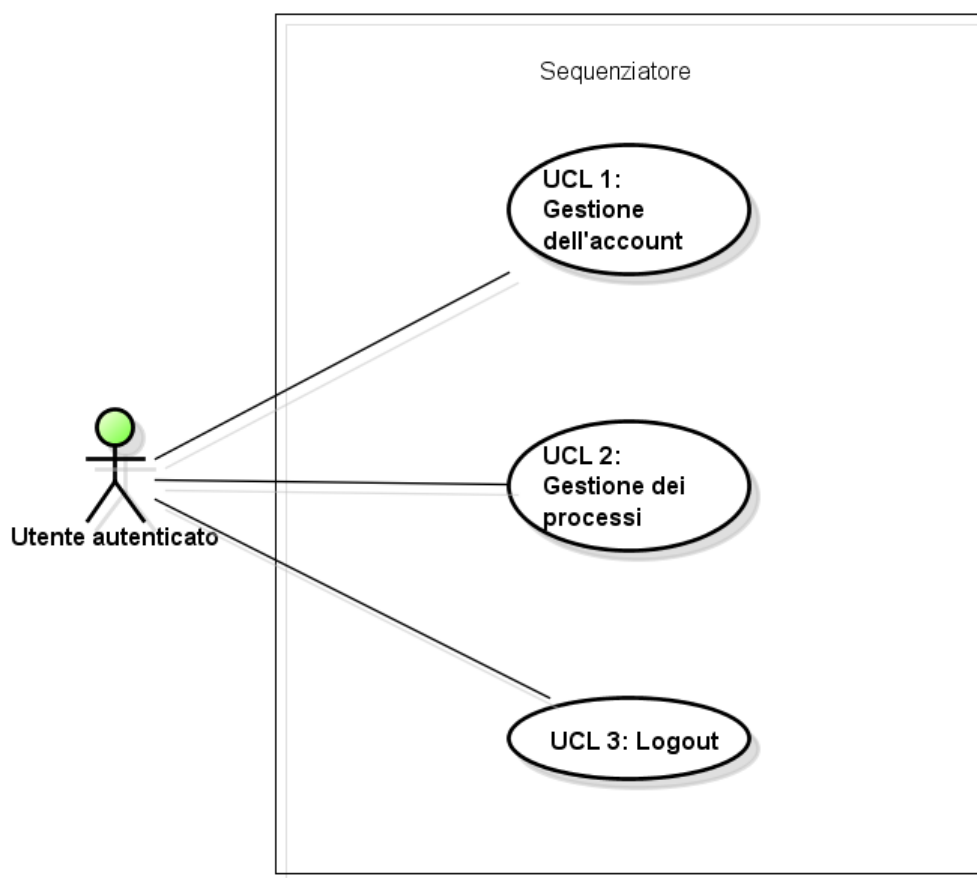 Sequenziatore
UCL 1:
Gestione
dell'account
UCL 2:
Gestione dei
processi
Utente autenticato
UCL 3: Logout